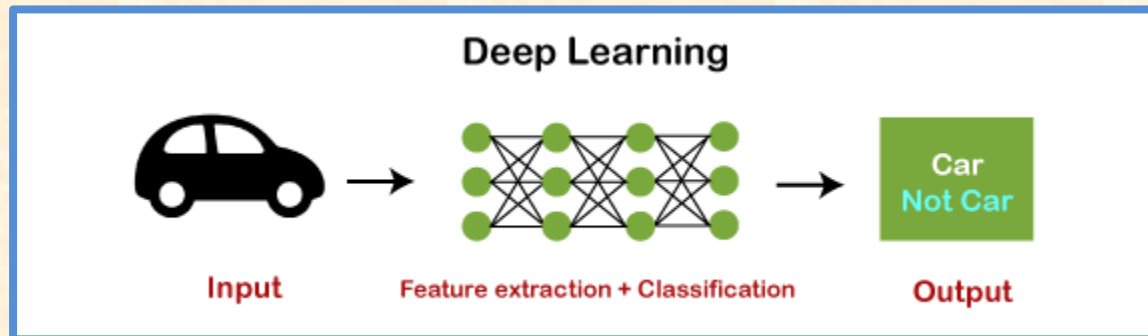 Deep Learning
Car
Not Car
Input
Feature extraction + Classification
Output